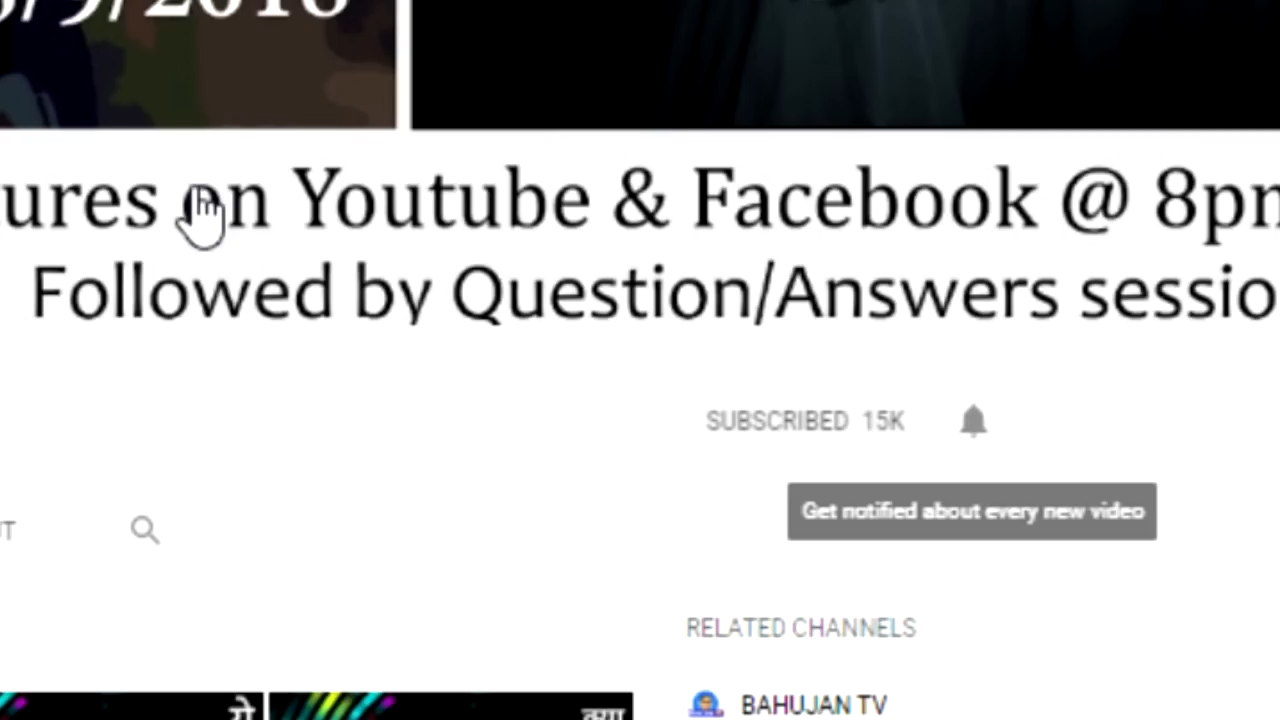 ures on Youtube & Facebook @ 8pm
Followed by Question/Answers sessio
SUBSCRIBED 15K
Get notified about every new video
UT
RELATED CHANNELS
ये
क्या
BAHUJAN TV